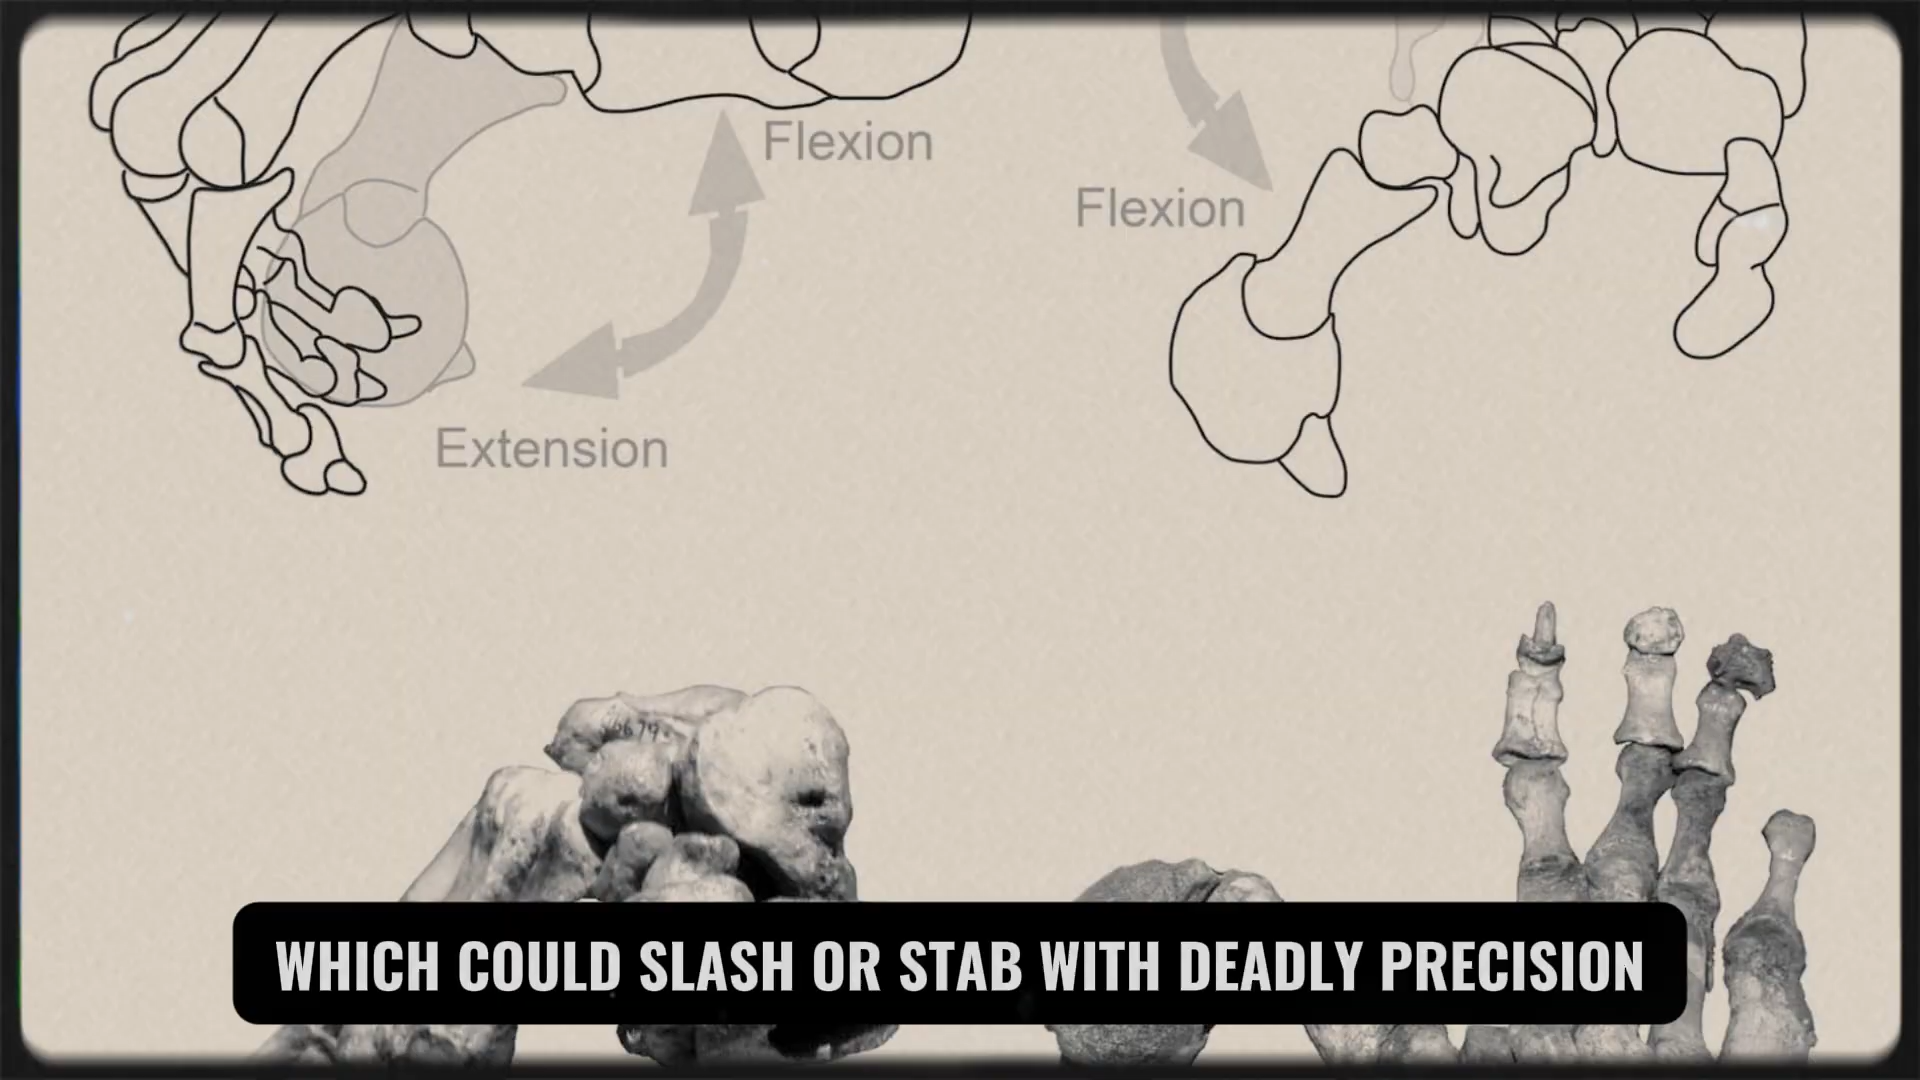 Flexion
Flexion
Extension
WHICH COULD SLASH OR STAB WITH DEADLY PRECISION